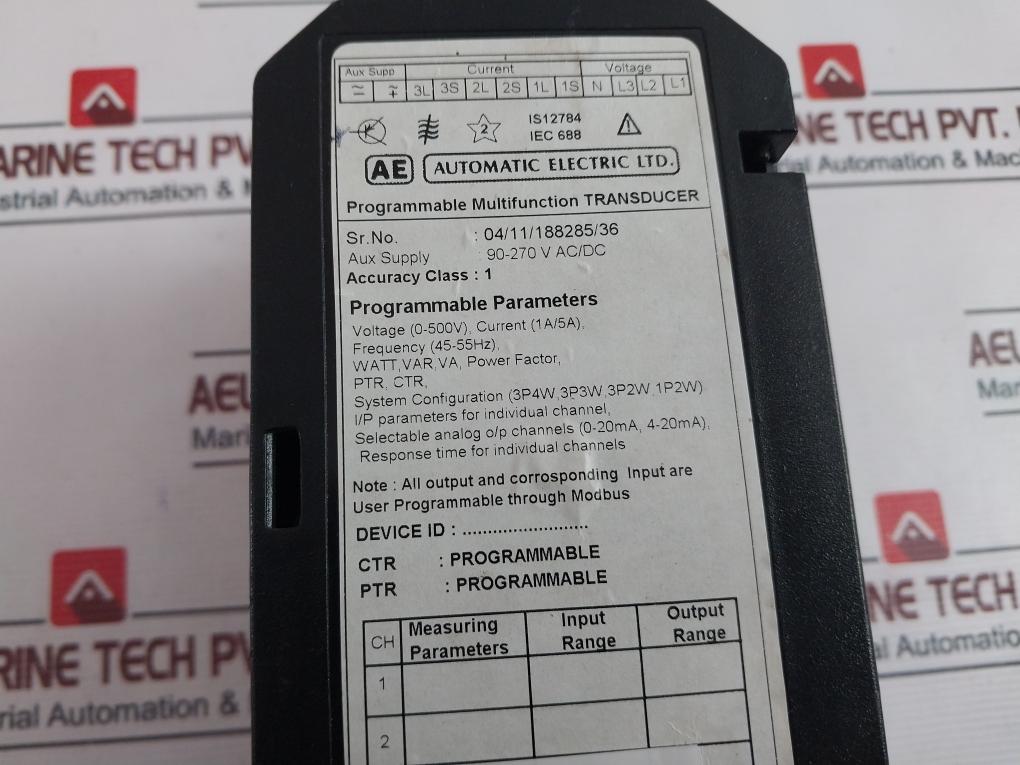 Aux Supp Current Voltage
3L 3S 2L 2S 1L 1S N L3 L2 L1
2 IS12784
IEC 688
AE AUTOMATIC ELECTRIC LTD.
Programmable Multifunction TRANSDUCER
Sr.No. : 04/11/188285/36
Aux Supply : 90-270 V AC/DC
Accuracy Class : 1
Programmable Parameters
Voltage (0-500V), Current (1A/5A),
Frequency (45-55Hz),
WATT,VAR,VA, Power Factor,
PTR, CTR,
System Configuration (3P4W,3P3W,3P2W,1P2W)
I/P parameters for individual channel,
Selectable analog o/p channels (0-20mA, 4-20mA),
Response time for individual channels
Note : All output and corrosponding Input are
User Programmable through Modbus
DEVICE ID : .........................
CTR : PROGRAMMABLE
PTR : PROGRAMMABLE
CH Measuring Parameters Input Range Output Range
1
2
ARINE TECH PV
strial Automation &
MARINE TECH PVT.
Industrial Automation & Mac
AEU
Mari
AEU
Mar
RINE TECH PV
rial Automation &
NE TECH
al Automation